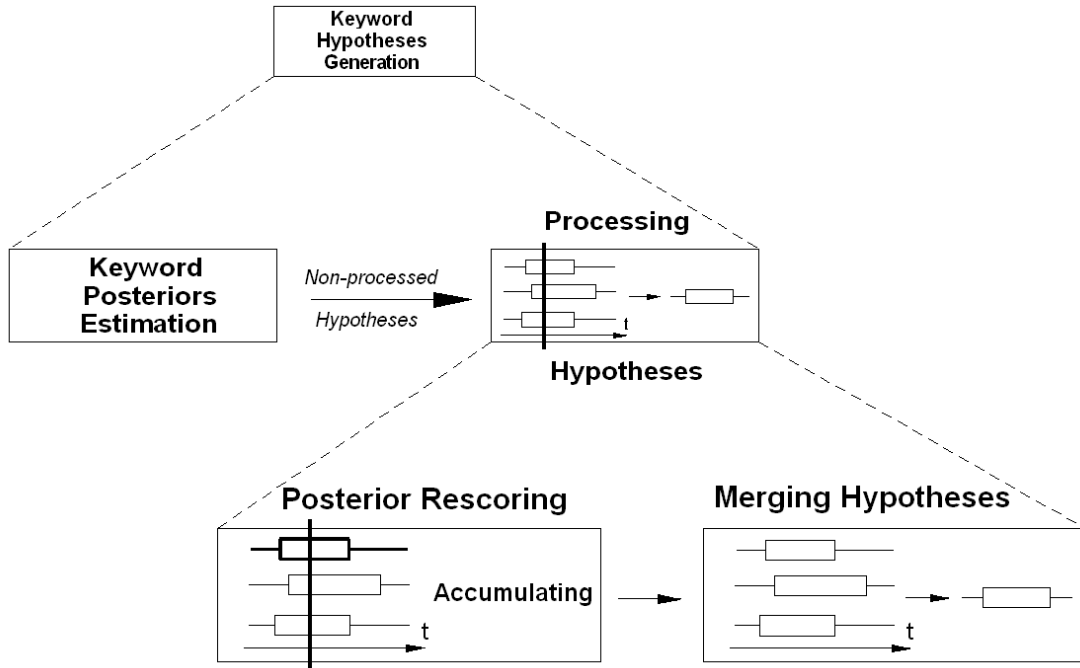 Keyword
Hypotheses
Generation
Processing
Keyword
Posteriors
Estimation
Non-processed
Hypotheses
t
Hypotheses
Posterior Rescoring
Merging Hypotheses
Accumulating
t
t